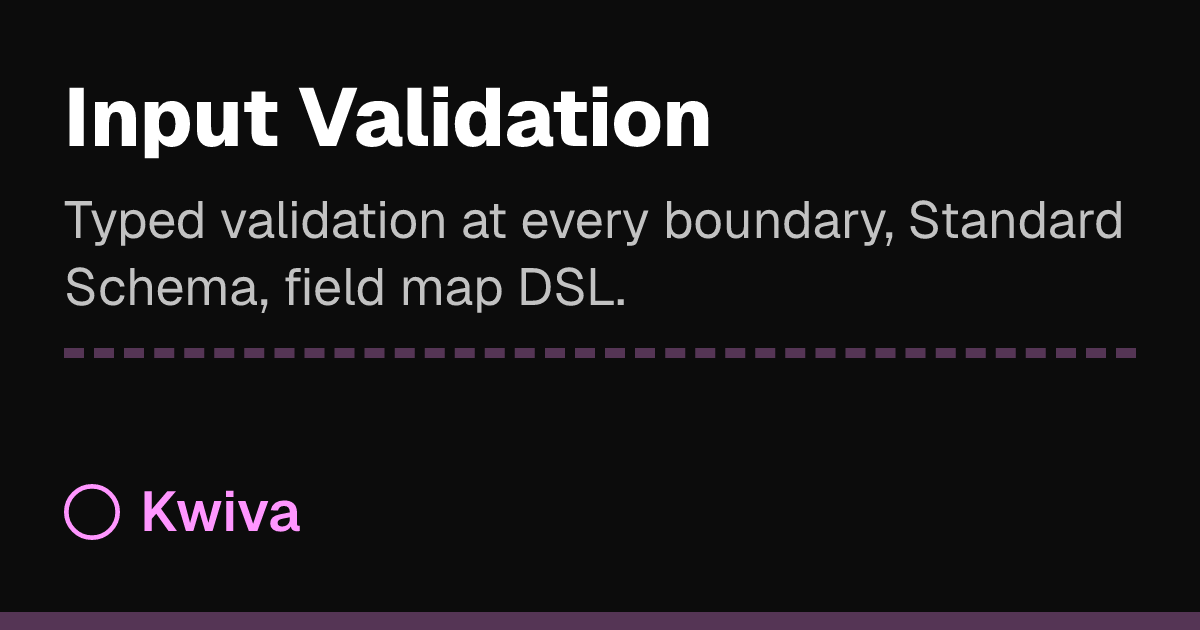 Input Validation
Typed validation at every boundary, Standard
Schema, field map DSL.
Kwiva